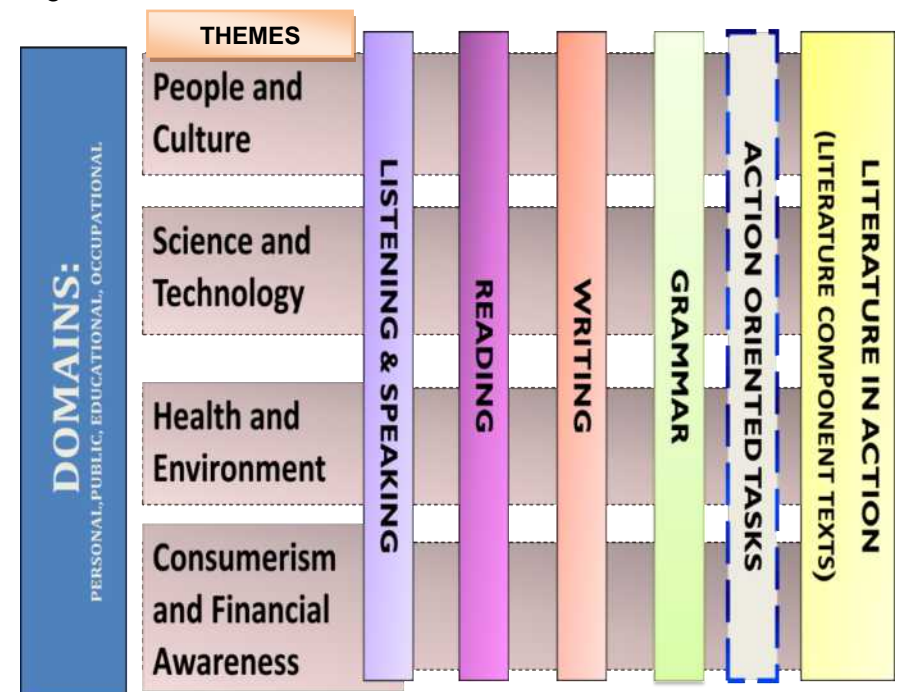 THEMES
DOMAINS:
PERSONAL,PUBLIC, EDUCATIONAL, OCCUPATIONAL
People and
Culture
Science and
Technology
Health and
Environment
Consumerism
and Financial
Awareness
LISTENING & SPEAKING
READING
WRITING
GRAMMAR
ACTION ORIENTED TASKS
LITERATURE IN ACTION
(LITERATURE COMPONENT TEXTS)